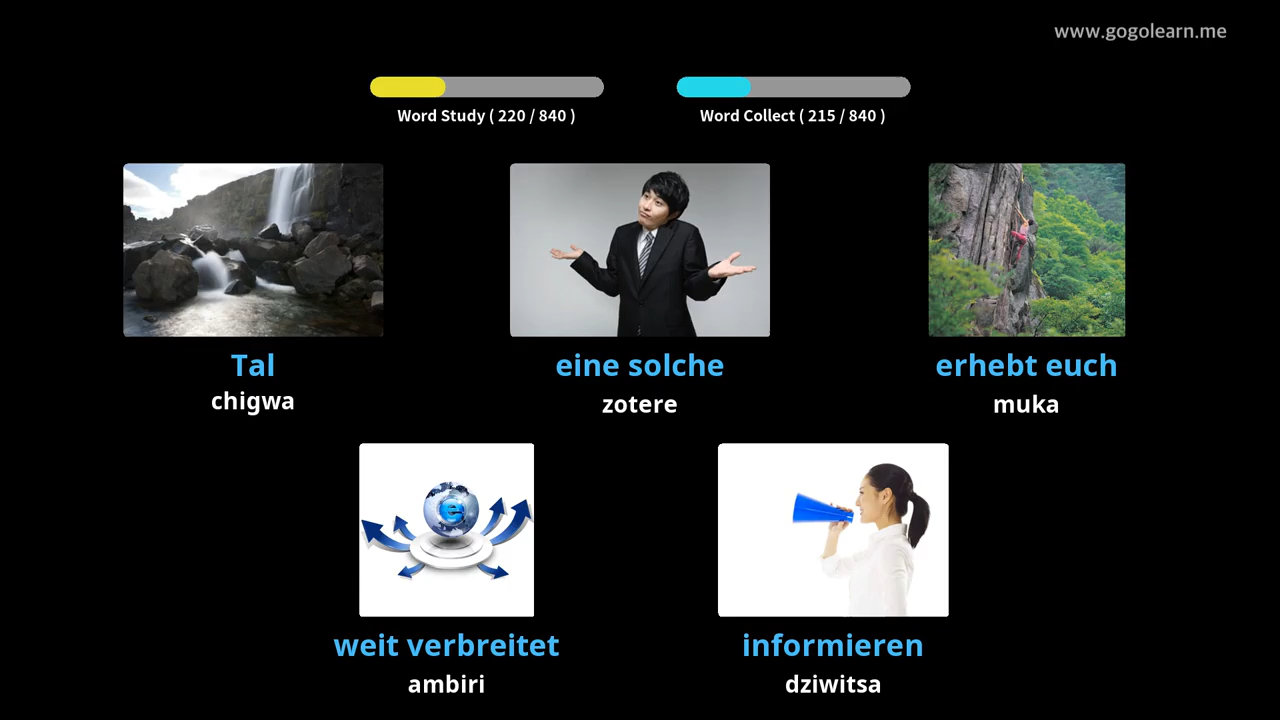 www.gogolearn.me
Word Study ( 220 / 840 )
Word Collect ( 215 / 840 )
Tal
chigwa
eine solche
zotere
erhebt euch
muka
e
weit verbreitet
ambiri
informieren
dziwitsa